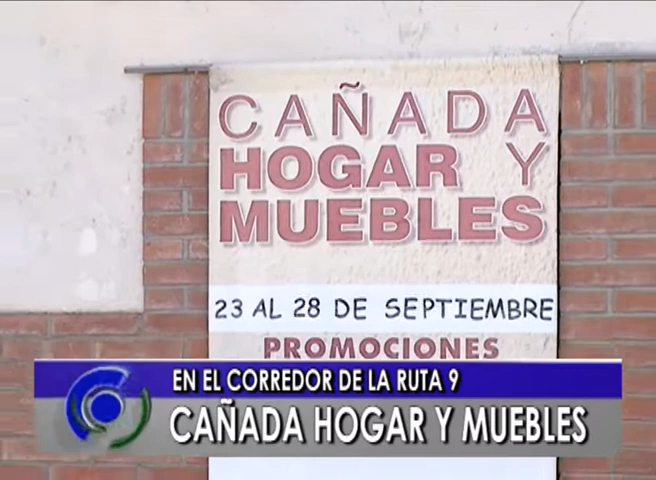 CAÑADA
HOGAR Y
MUEBLES
23 AL 28 DE SEPTIEMBRE
PROMOCIONES
EN EL CORREDOR DE LA RUTA 9
CAÑADA HOGAR Y MUEBLES